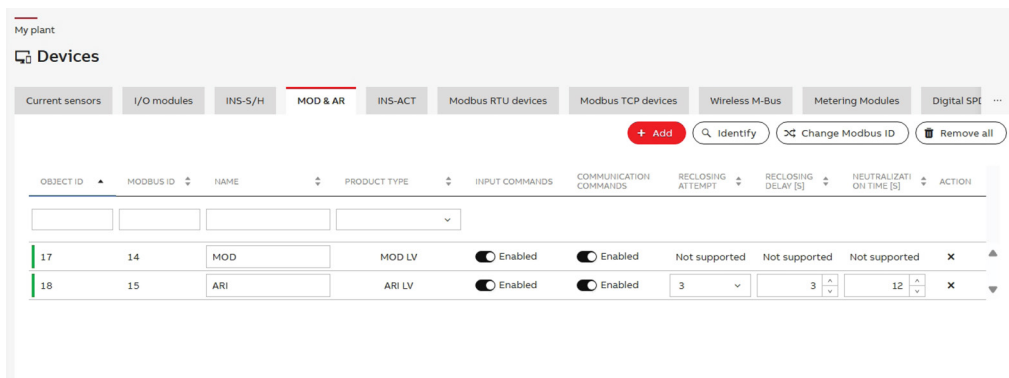 My plant
Devices
Current sensors I/O modules INS-S/H MOD & AR INS-ACT Modbus RTU devices Modbus TCP devices Wireless M-Bus Metering Modules Digital SPD ...
+ Add Identify Change Modbus ID Remove all
OBJECT ID MODBUS ID NAME PRODUCT TYPE INPUT COMMANDS COMMUNICATION COMMANDS RECLOSING ATTEMPT RECLOSING DELAY [S] NEUTRALIZATI ON TIME [S] ACTION
17 14 MOD MOD LV Enabled Enabled Not supported Not supported Not supported ×
18 15 ARI ARI LV Enabled Enabled 3 3 12 ×